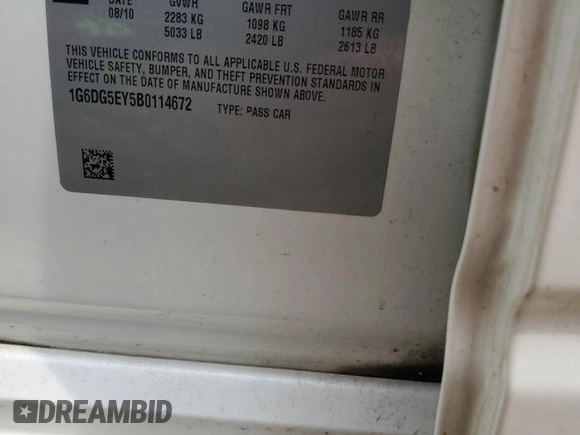 DATE GVWR GAWR FRT GAWR RR
08/10 2283 KG 1098 KG 1185 KG
5033 LB 2420 LB 2613 LB
THIS VEHICLE CONFORMS TO ALL APPLICABLE U.S. FEDERAL MOTOR
VEHICLE SAFETY, BUMPER, AND THEFT PREVENTION STANDARDS IN
EFFECT ON THE DATE OF MANUFACTURE SHOWN ABOVE.
1G6DG5EY5B0114672 TYPE: PASS CAR
DREAMBID